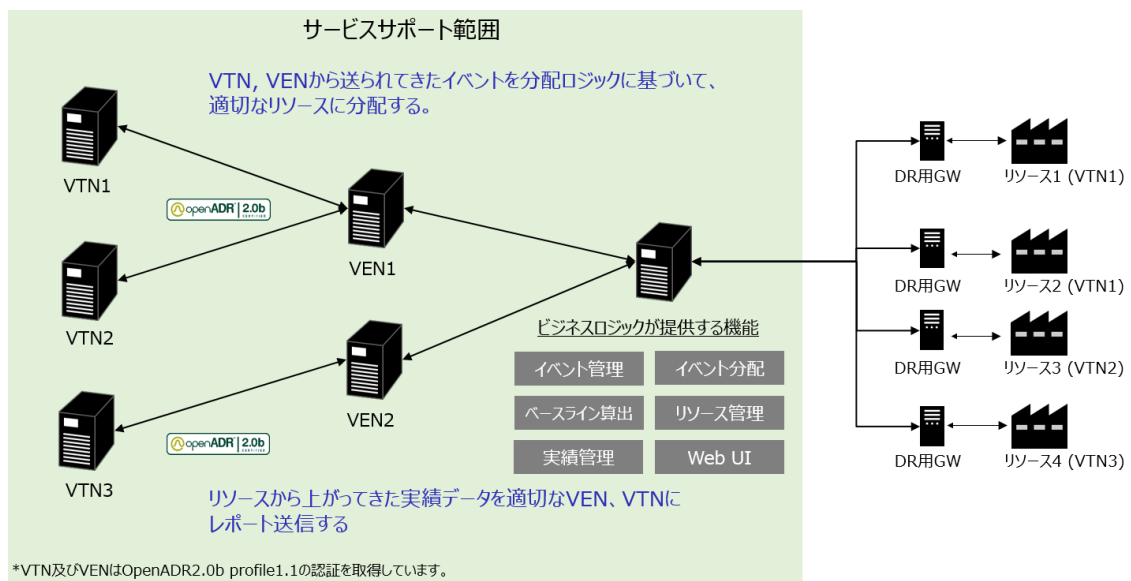 サービスサポート範囲
VTN, VENから送られてきたイベントを分配ロジックに基づいて、
適切なリソースに分配する。
VTN1
openADR 2.0b
CERTIFIED
VEN1
VTN2
VEN2
openADR 2.0b
CERTIFIED
VTN3
ビジネスロジックが提供する機能
イベント管理
イベント分配
ベースライン算出
リソース管理
実績管理
Web UI
リソースから上がってきた実績データを適切なVEN、VTNに
レポート送信する
*VTN及びVENはOpenADR2.0b profile1.1の認証を取得しています。
DR用GW
リソース1 (VTN1)
DR用GW
リソース2 (VTN1)
DR用GW
リソース3 (VTN2)
DR用GW
リソース4 (VTN3)